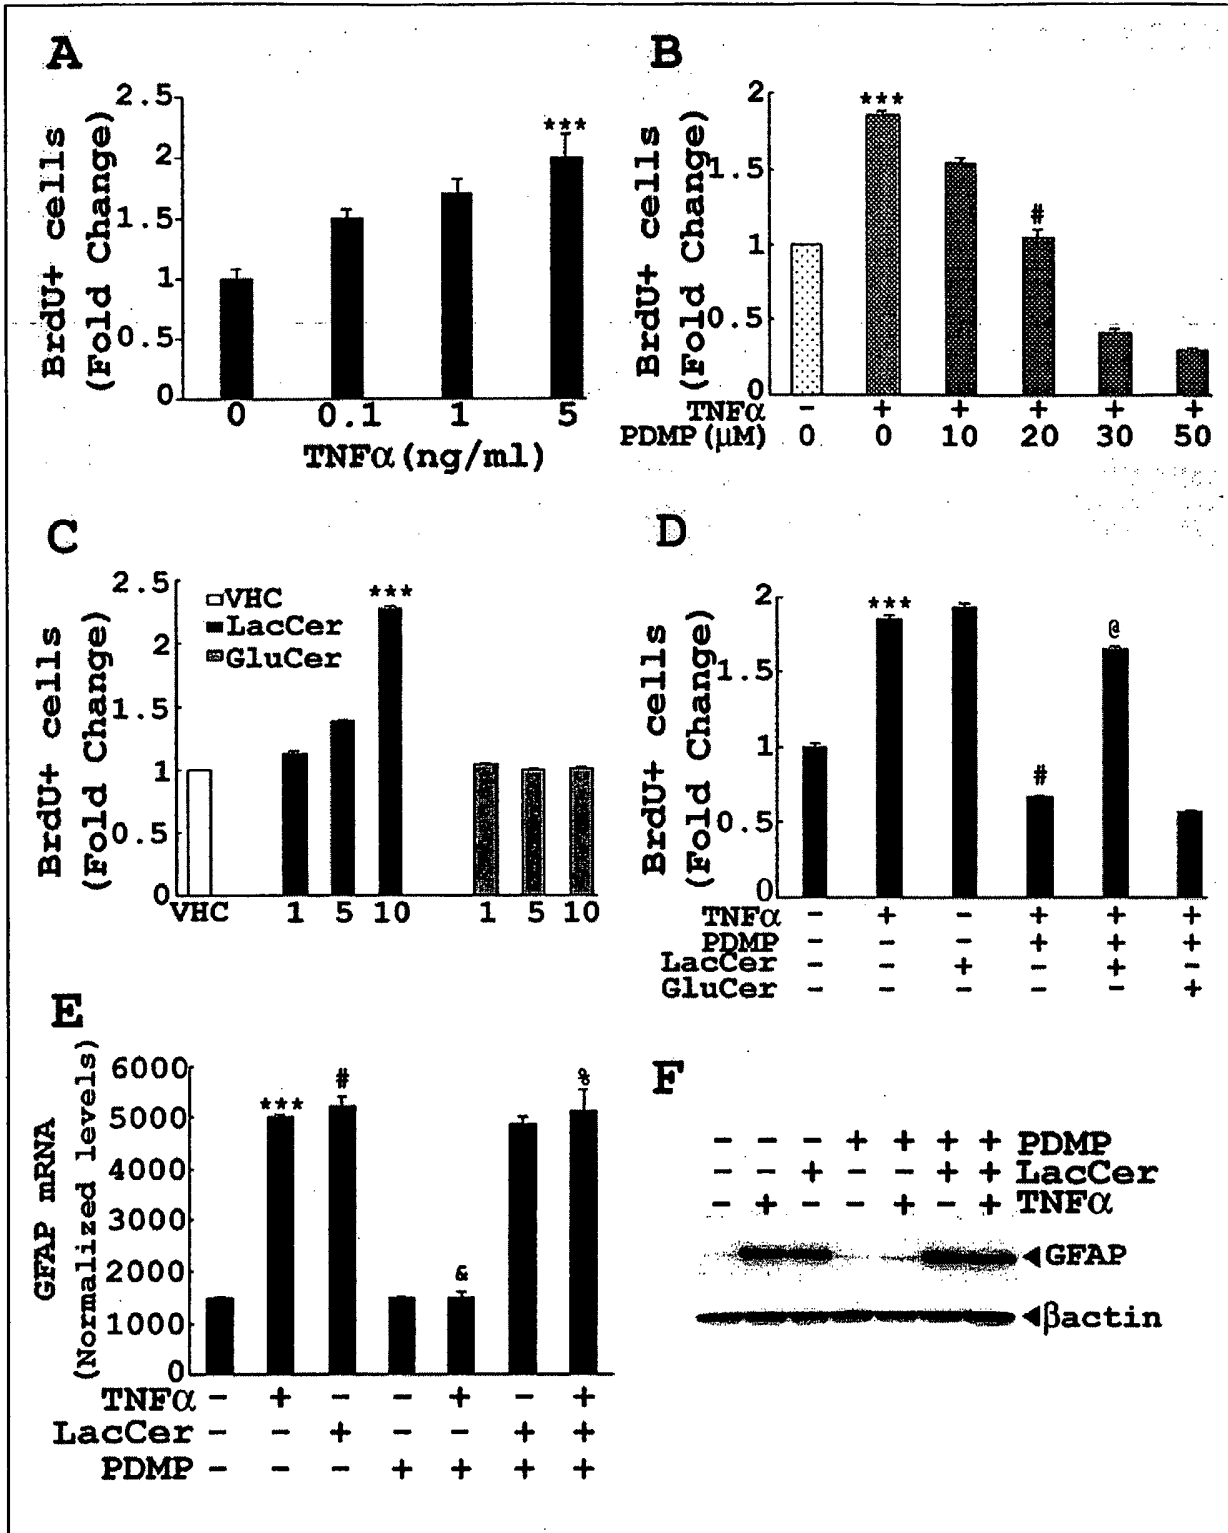 A
BrdU+ cells
(Fold Change)
2.5
2
1.5
1
0.5
0
***
0 0.1 1 5
TNFα(ng/ml)
B
BrdU+ cells
(Fold Change)
2
1.5
1
0.5
0
***
#
TNFα - + + + + +
PDMP(μM) 0 0 10 20 30 50
C
BrdU+ cells
(Fold Change)
2.5
2
1.5
1
0.5
0
VHC
LacCer
GluCer
***
VHC 1 5 10 1 5 10
D
BrdU+ cells
(Fold Change)
2
1.5
1
0.5
0
***
#
@
TNFα - + - + + +
PDMP - - - + + +
LacCer - - + - + -
GluCer - - - - - +
E
GFAP mRNA
(Normalized levels)
6000
5000
4000
3000
2000
1000
0
***
#
&
%
TNFα - + - - + - +
LacCer - - + - - + +
PDMP - - - + + + +
F
- - - + + + + PDMP
- - + - - + + LacCer
- + - - + - + TNFα
◄GFAP
◄βactin